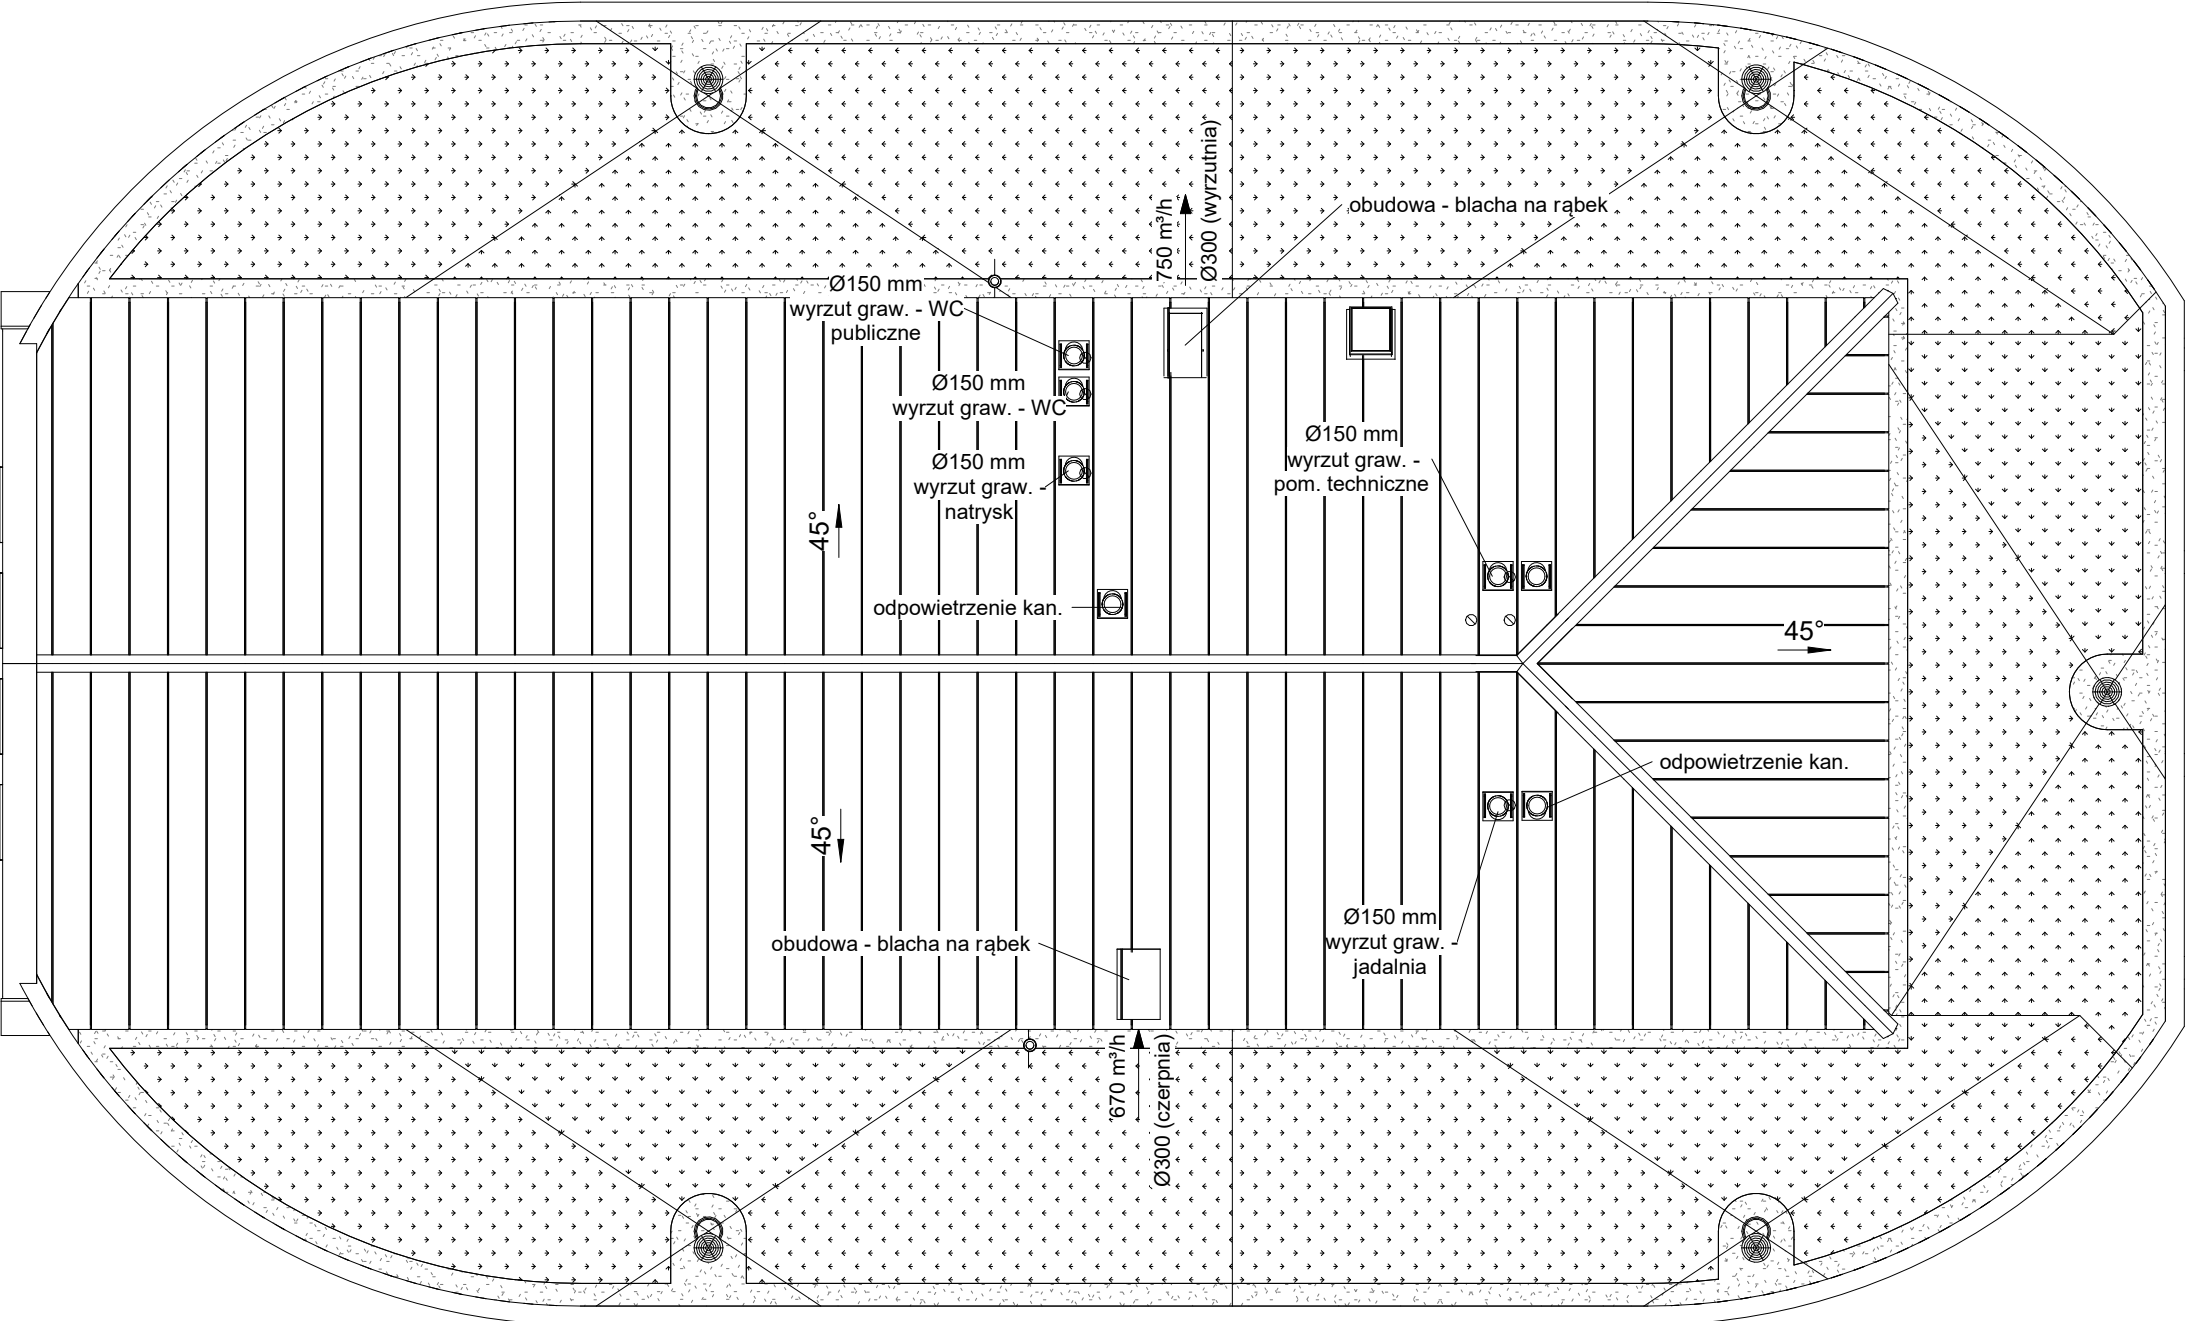 750 m³/h
Ø300 (wyrzutnia)
obudowa - blacha na rąbek
Ø150 mm
wyrzut graw. - WC
publiczne
Ø150 mm
wyrzut graw. - WC
Ø150 mm
wyrzut graw. -
natrysk
Ø150 mm
wyrzut graw. -
pom. techniczne
45°
odpowietrzenie kan.
45°
odpowietrzenie kan.
45°
Ø150 mm
wyrzut graw. -
jadalnia
obudowa - blacha na rąbek
670 m³/h
Ø300 (czerpnia)